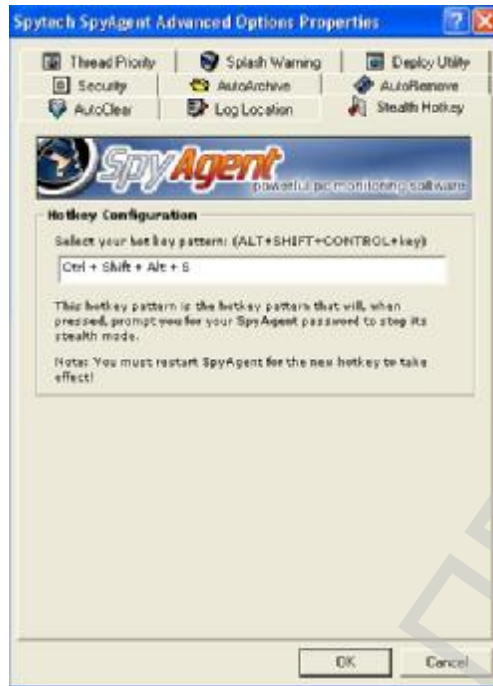 Spytech SpyAgent Advanced Options Properties
Thread Priority
Splash Warning
Deploy Utility
Security
AutoArchive
AutoRemove
AutoClear
Log Location
Stealth Hotkey
SpyAgent
powerful pc monitoring software
Hotkey Configuration
Select your hot key pattern: (ALT+SHIFT+CONTROL+key)
Ctrl + Shift + Alt + S
This hotkey pattern is the hotkey pattern that will, when
pressed, prompt you for your SpyAgent password to stop its
stealth mode.
Note: You must restart SpyAgent for the new hotkey to take
effect!
OK
Cancel